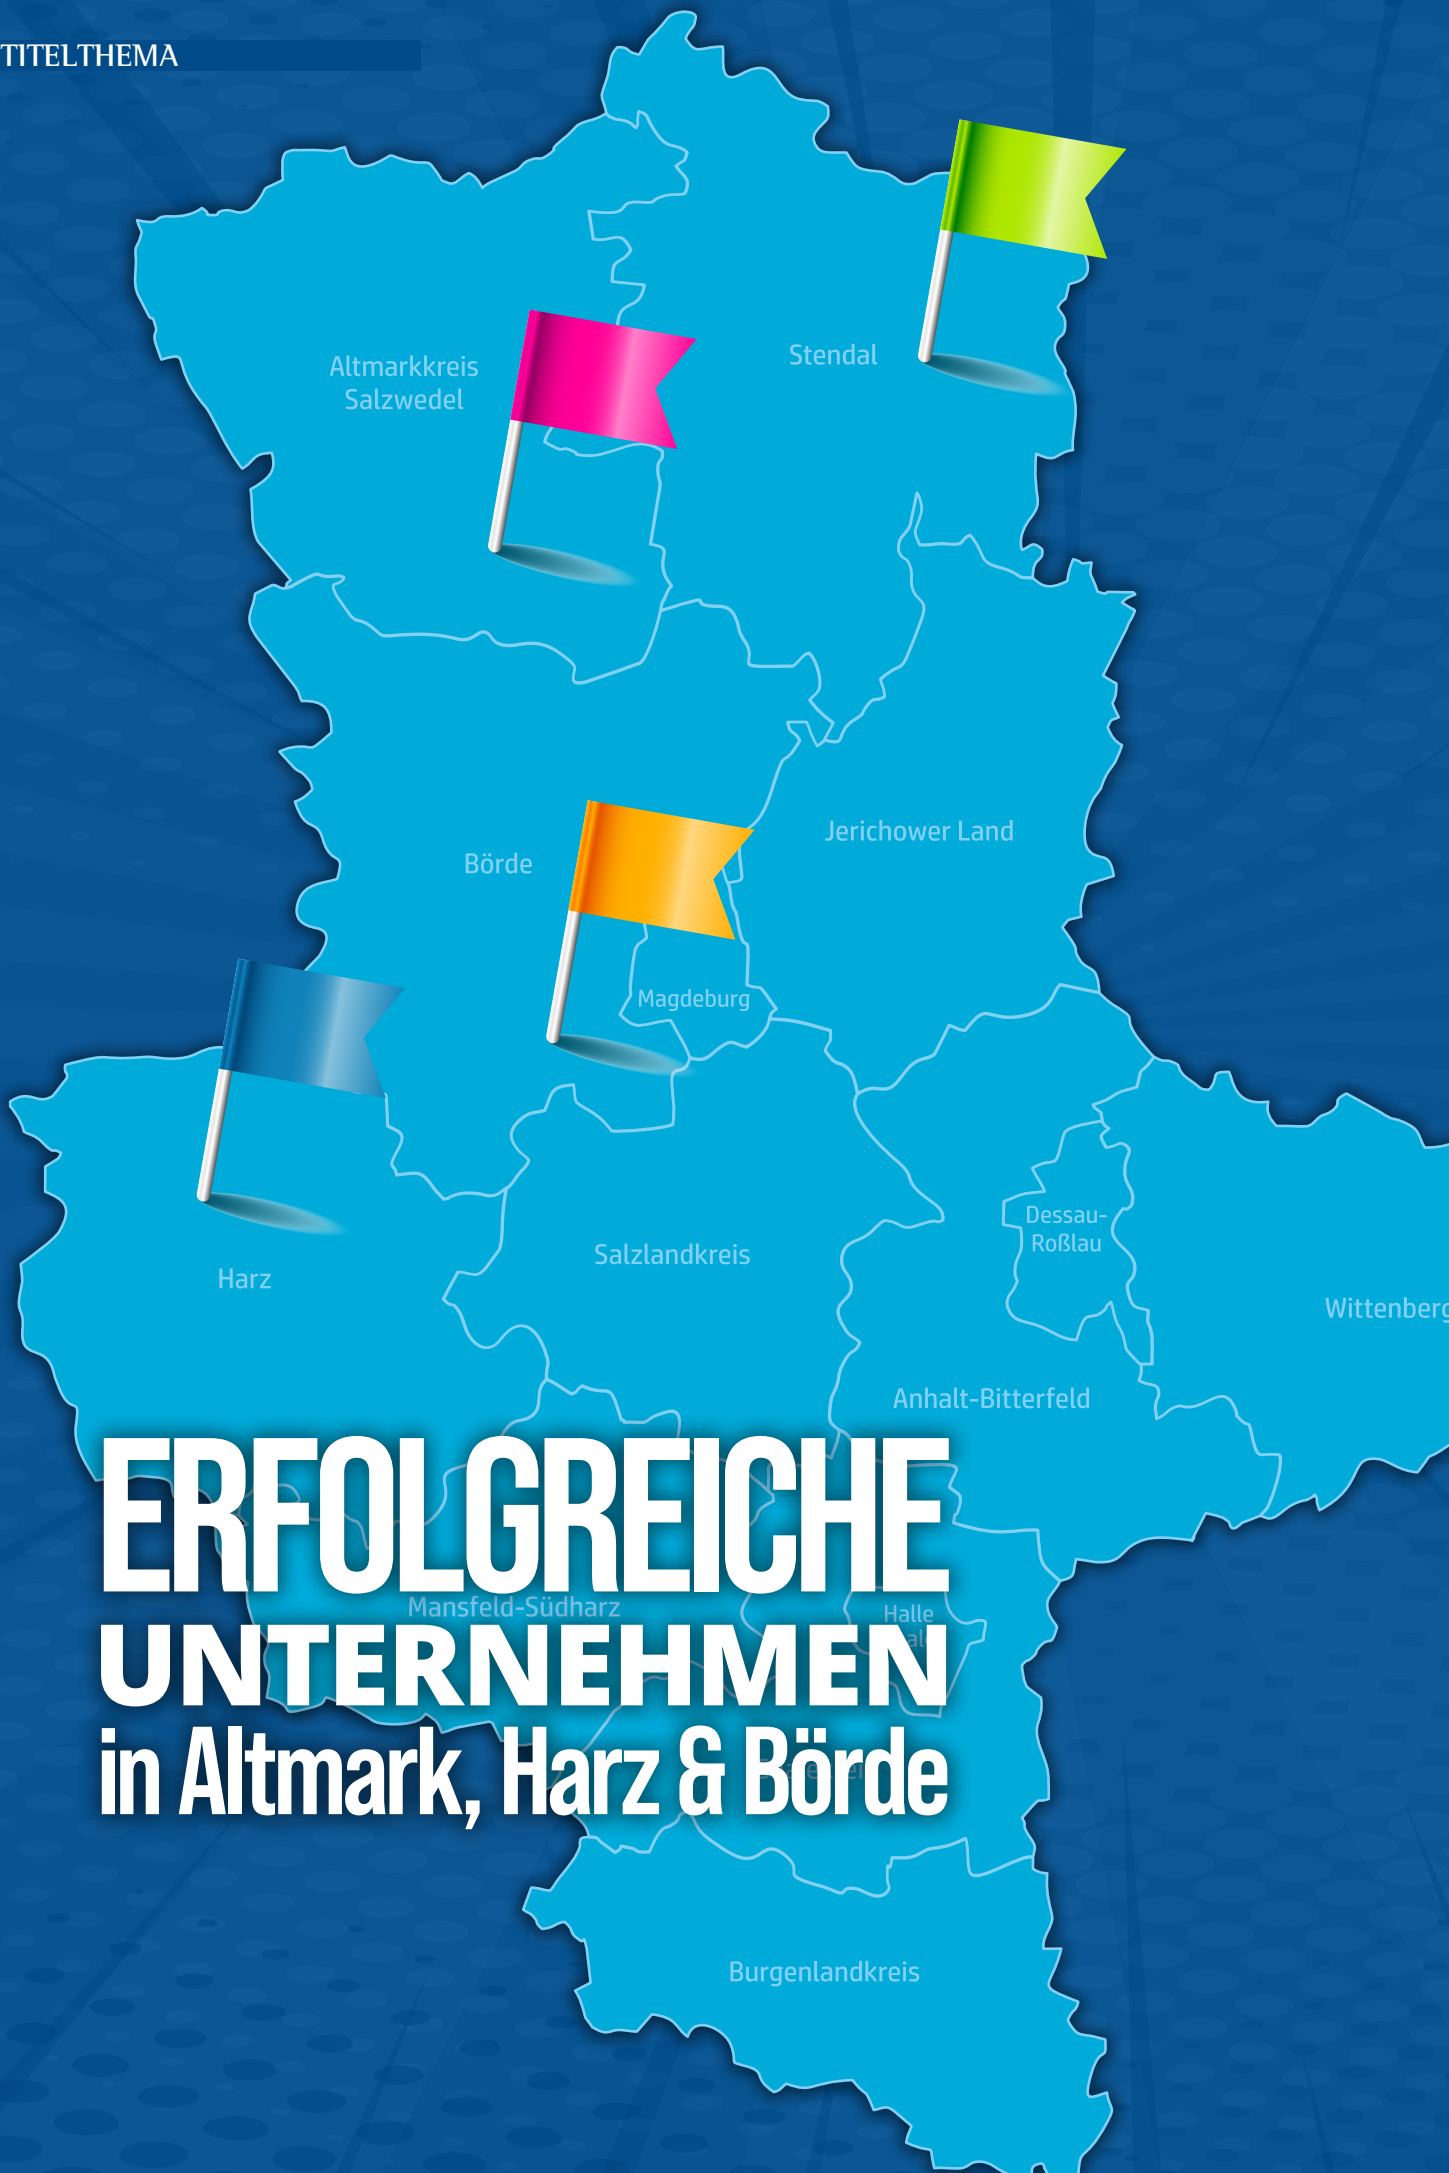 TITELTHEMA
Stendal
Altmarkkreis
Salzwedel
Jerichower Land
Börde
Magdeburg
Dessau-
Roßlau
Salzlandkreis
Harz
Wittenberg
Anhalt-Bitterfeld
ERFOLGREICHE
Mansfeld-Südharz
Halle
UNTERNEHMEN
in Altmark, Harz & Börde
Burgenlandkreis